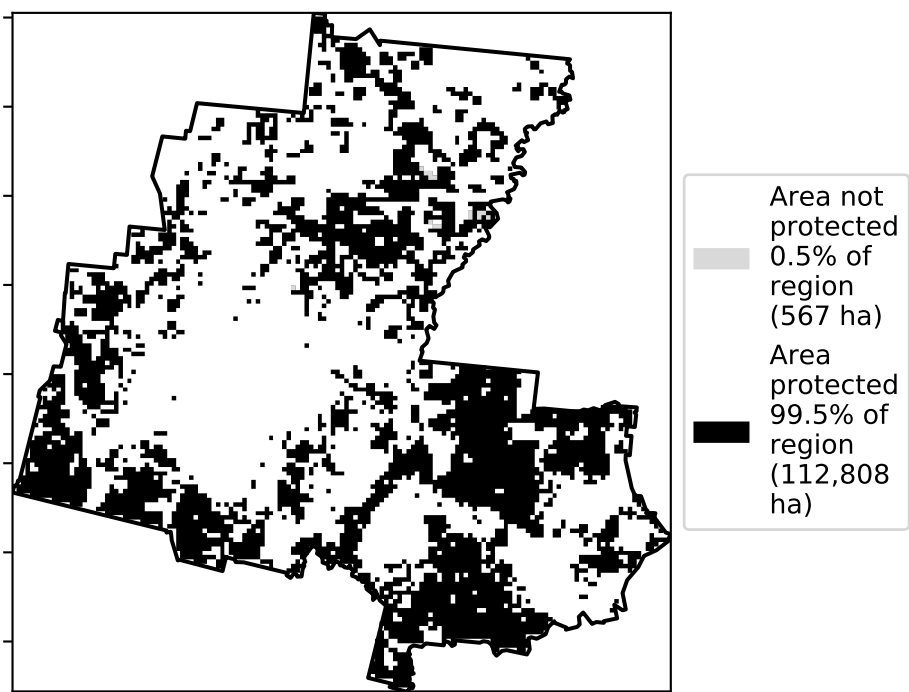 Area not
protected
0.5% of
region
(567 ha)
Area
protected
99.5% of
region
(112,808
ha)